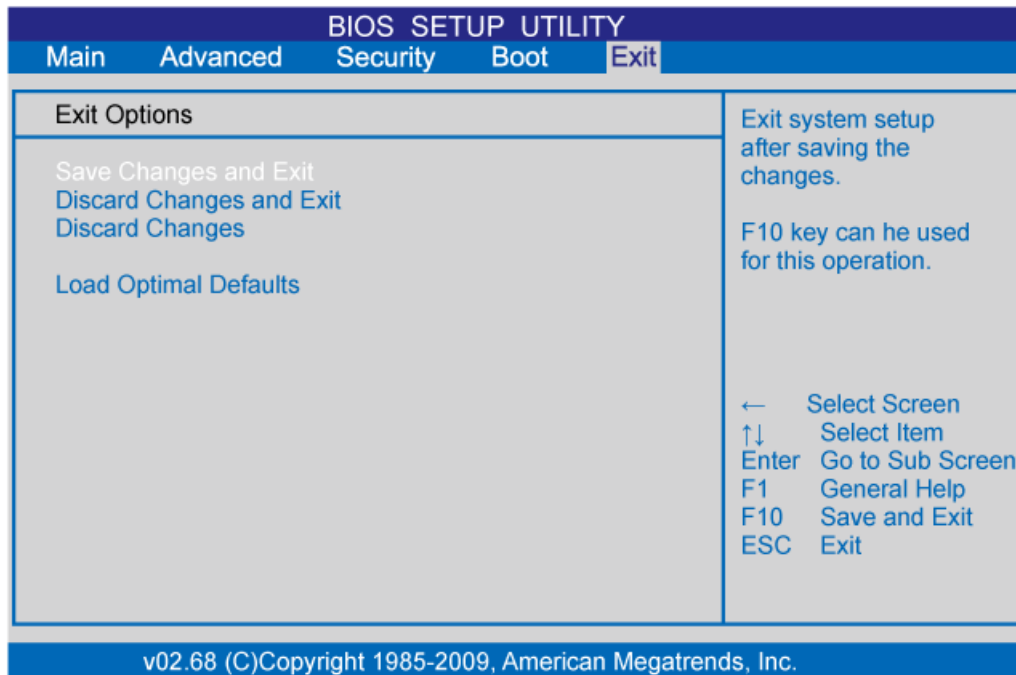 BIOS SETUP UTILITY
Main Advanced Security Boot Exit
Exit Options
Save Changes and Exit
Discard Changes and Exit
Discard Changes
Load Optimal Defaults
Exit system setup
after saving the
changes.
F10 key can he used
for this operation.
← Select Screen
↑↓ Select Item
Enter Go to Sub Screen
F1 General Help
F10 Save and Exit
ESC Exit
v02.68 (C)Copyright 1985-2009, American Megatrends, Inc.